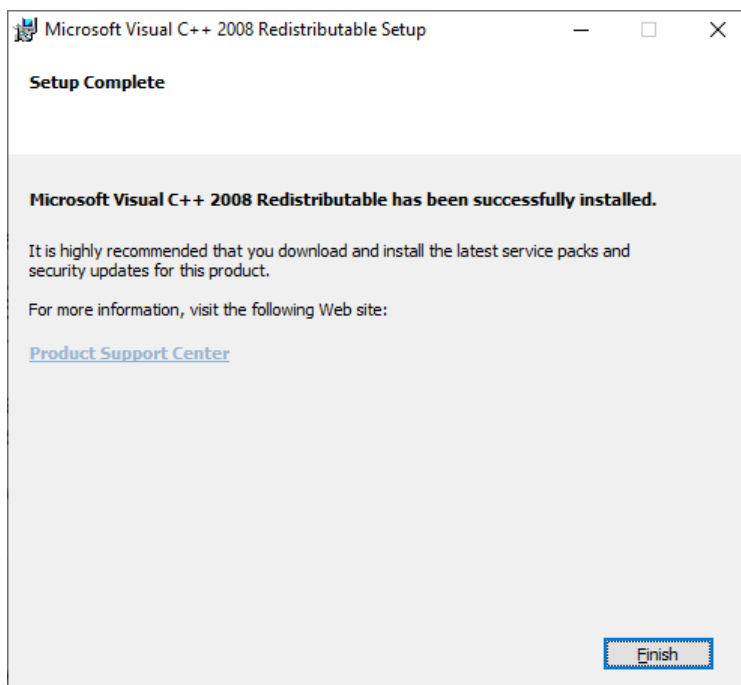 Microsoft Visual C++ 2008 Redistributable Setup
Setup Complete
Microsoft Visual C++ 2008 Redistributable has been successfully installed.
It is highly recommended that you download and install the latest service packs and
security updates for this product.
For more information, visit the following Web site:
Product Support Center
Finish